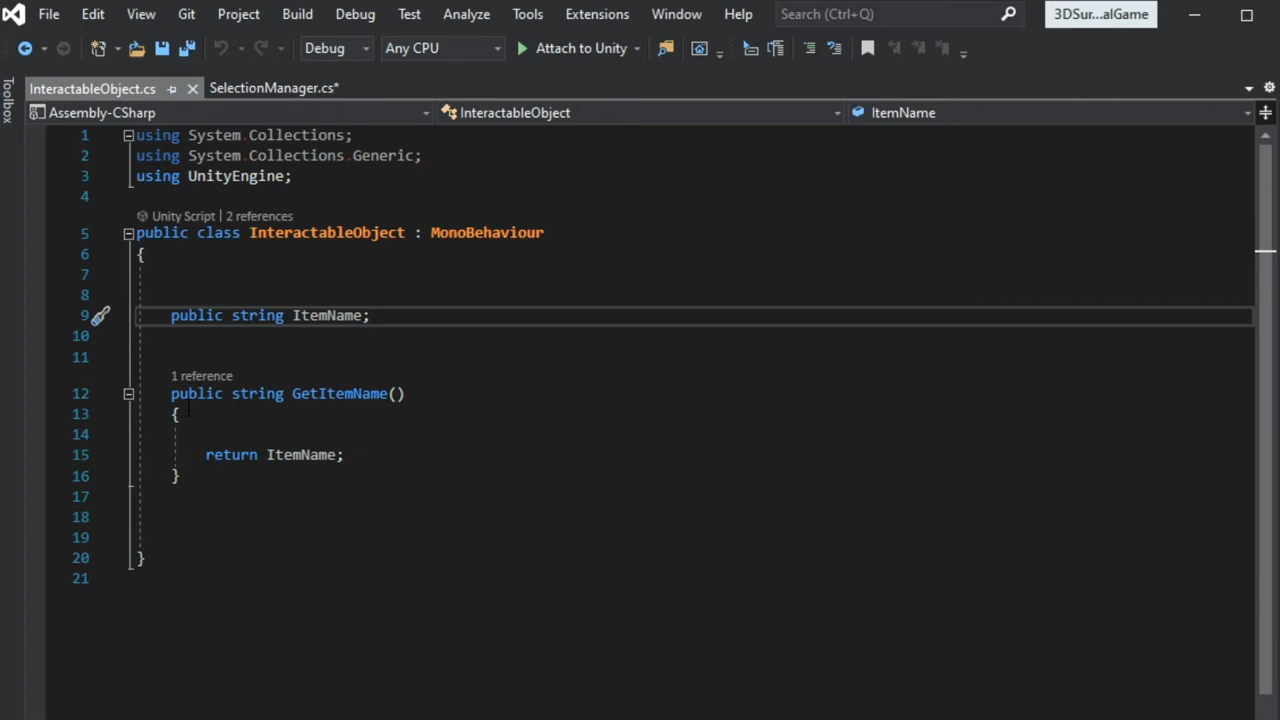 File Edit View Git Project Build Debug Test Analyze Tools Extensions Window Help Search (Ctrl+Q) 3DSur...alGame
Debug Any CPU Attach to Unity
Toolbox
InteractableObject.cs SelectionManager.cs*
Assembly-CSharp InteractableObject ItemName
1 using System.Collections;
2 using System.Collections.Generic;
3 using UnityEngine;
4
Unity Script | 2 references
5 public class InteractableObject : MonoBehaviour
6 {
7
8
9 public string ItemName;
10
11
1 reference
12 public string GetItemName()
13 {
14
15 return ItemName;
16 }
17
18
19
20 }
21